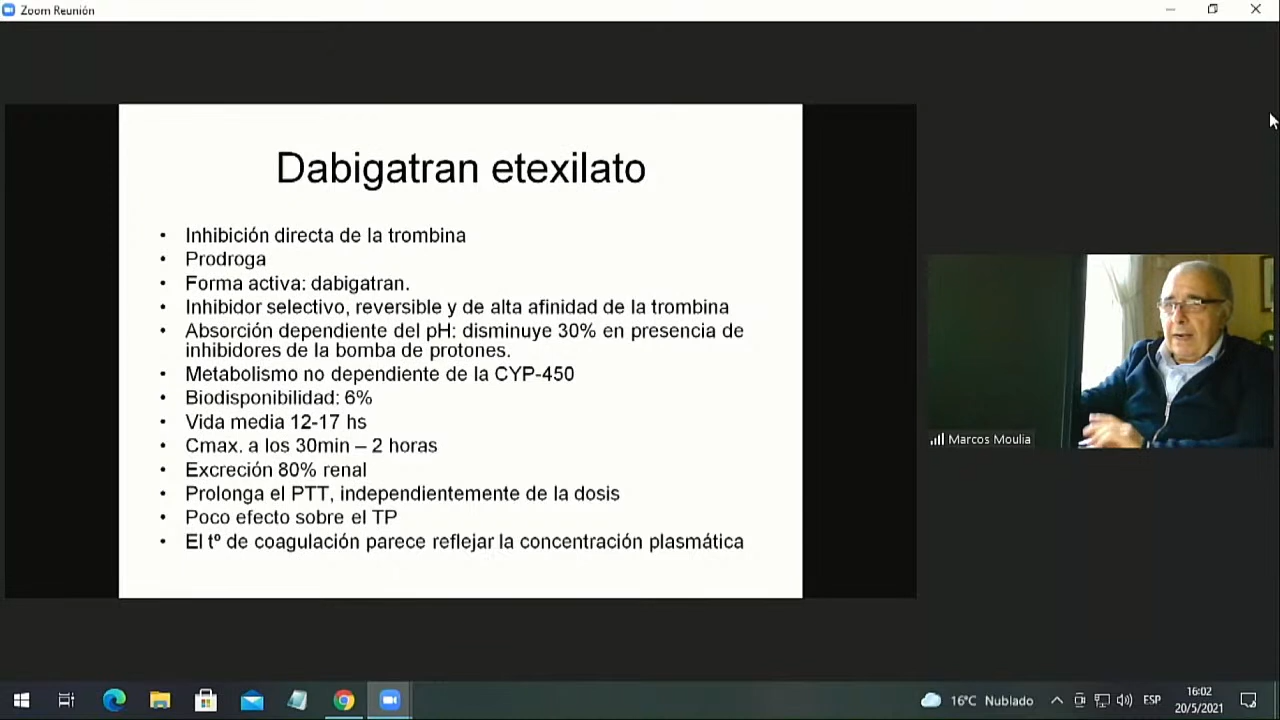 Zoom Reunión
Dabigatran etexilato
• Inhibición directa de la trombina
• Prodroga
• Forma activa: dabigatran.
• Inhibidor selectivo, reversible y de alta afinidad de la trombina
• Absorción dependiente del pH: disminuye 30% en presencia de
inhibidores de la bomba de protones.
• Metabolismo no dependiente de la CYP-450
• Biodisponibilidad: 6%
• Vida media 12-17 hs
• Cmax. a los 30min – 2 horas
• Excreción 80% renal
• Prolonga el PTT, independientemente de la dosis
• Poco efecto sobre el TP
• El tº de coagulación parece reflejar la concentración plasmática
Marcos Moulia
16°C Nublado
ESP
16:02
20/5/2021